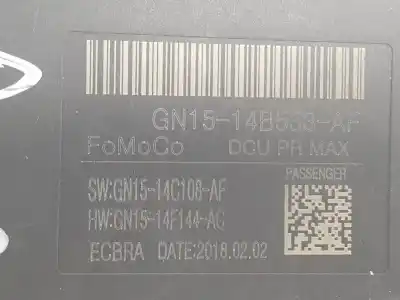 GN15-14B533-AF
FoMoCo DCU PR MAX
PASSENGER
SW:GN15-14C108-AF
HW:GN15-14F144-AC
ECBRA DATE:2018.02.02